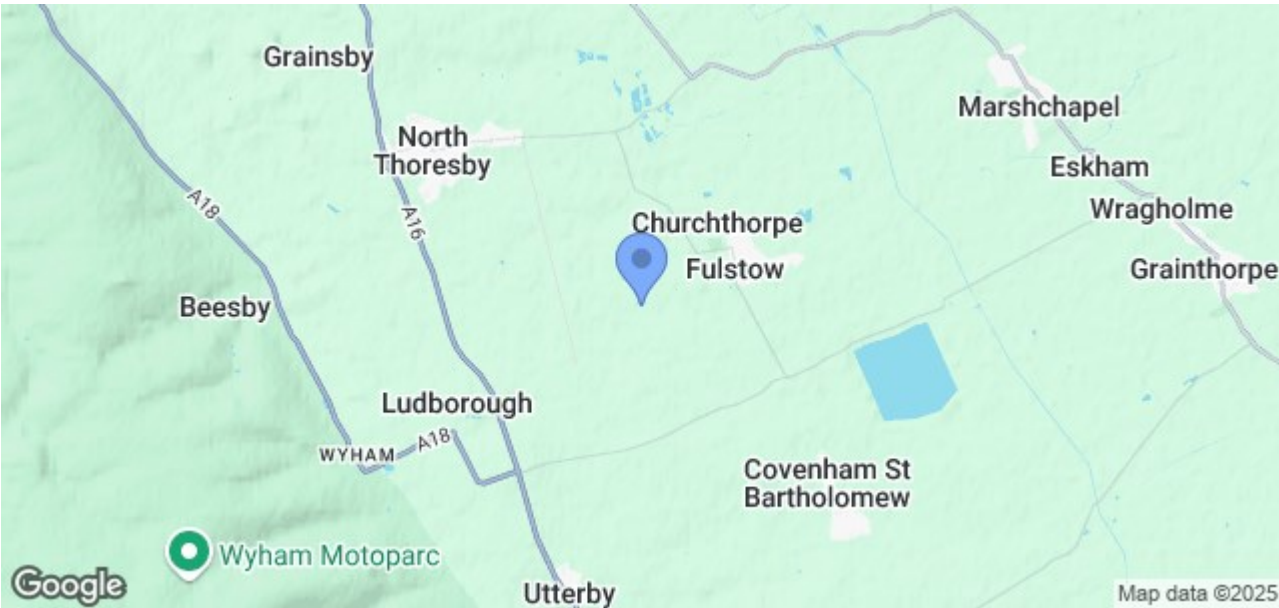 Grainsby
North
Thoresby
Marshchapel
Eskham
A18
A16
Wragholme
Churchthorpe
Fulstow
Grainthorpe
Beesby
Ludborough
WYHAM
A18
Covenham St
Bartholomew
Wyham Motoparc
Utterby
Google
Map data ©2025